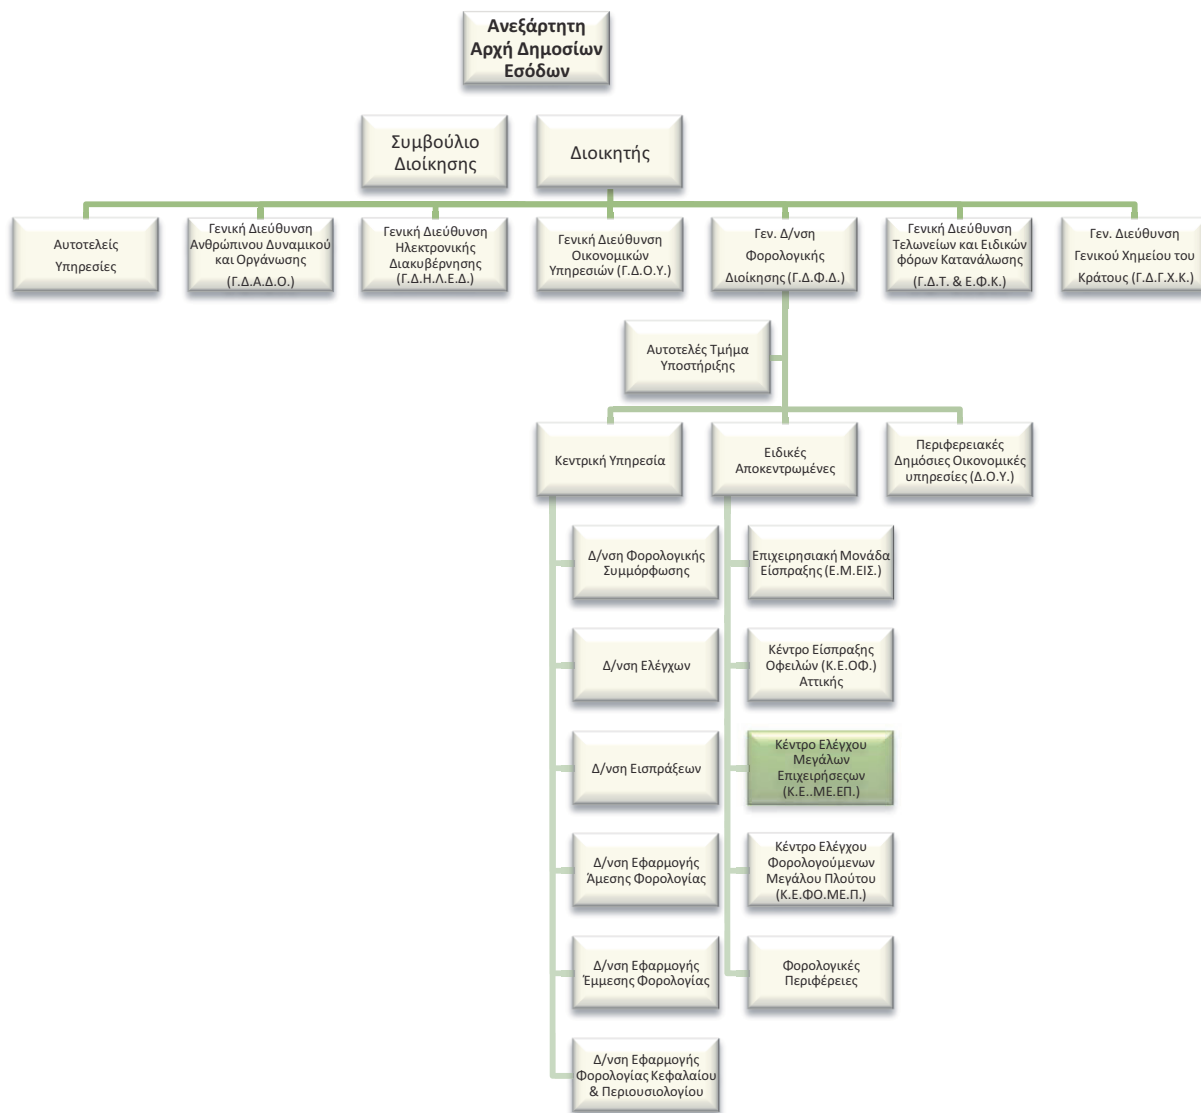 Ανεξάρτητη
Αρχή Δημοσίων
Εσόδων
Συμβούλιο
Διοίκησης
Διοικητής
Αυτοτελείς
Υπηρεσίες
Γενική Διεύθυνση
Ανθρώπινου Δυναμικού
και Οργάνωσης
(Γ.Δ.Α.Δ.Ο.)
Γενική Διεύθυνση
Ηλεκτρονικής
Διακυβέρνησης
(Γ.Δ.Η.Λ.Ε.Δ.)
Γενική Διεύθυνση
Οικονομικών
Υπηρεσιών (Γ.Δ.Ο.Υ.)
Γεν. Δ/νση
Φορολογικής
Διοίκησης (Γ.Δ.Φ.Δ.)
Γενική Διεύθυνση
Τελωνείων και Ειδικών
φόρων Κατανάλωσης
(Γ.Δ.Τ. & Ε.Φ.Κ.)
Γεν. Διεύθυνση
Γενικού Χημείου του
Κράτους (Γ.Δ.Γ.Χ.Κ.)
Αυτοτελές Τμήμα
Υποστήριξης
Κεντρική Υπηρεσία
Ειδικές
Αποκεντρωμένες
Περιφερειακές
Δημόσιες Οικονομικές
υπηρεσίες (Δ.Ο.Υ.)
Δ/νση Φορολογικής
Συμμόρφωσης
Δ/νση Ελέγχων
Δ/νση Εισπράξεων
Δ/νση Εφαρμογής
Άμεσης Φορολογίας
Δ/νση Εφαρμογής
Έμμεσης Φορολογίας
Δ/νση Εφαρμογής
Φορολογίας Κεφαλαίου
& Περιουσιολογίου
Επιχειρησιακή Μονάδα
Είσπραξης (Ε.Μ.ΕΙΣ.)
Κέντρο Είσπραξης
Οφειλών (Κ.Ε.ΟΦ.)
Αττικής
Κέντρο Ελέγχου
Μεγάλων
Επιχειρήσεςων
(Κ.Ε..ΜΕ.ΕΠ.)
Κέντρο Ελέγχου
Φορολογούμενων
Μεγάλου Πλούτου
(Κ.Ε.ΦΟ.ΜΕ.Π.)
Φορολογικές
Περιφέρειες